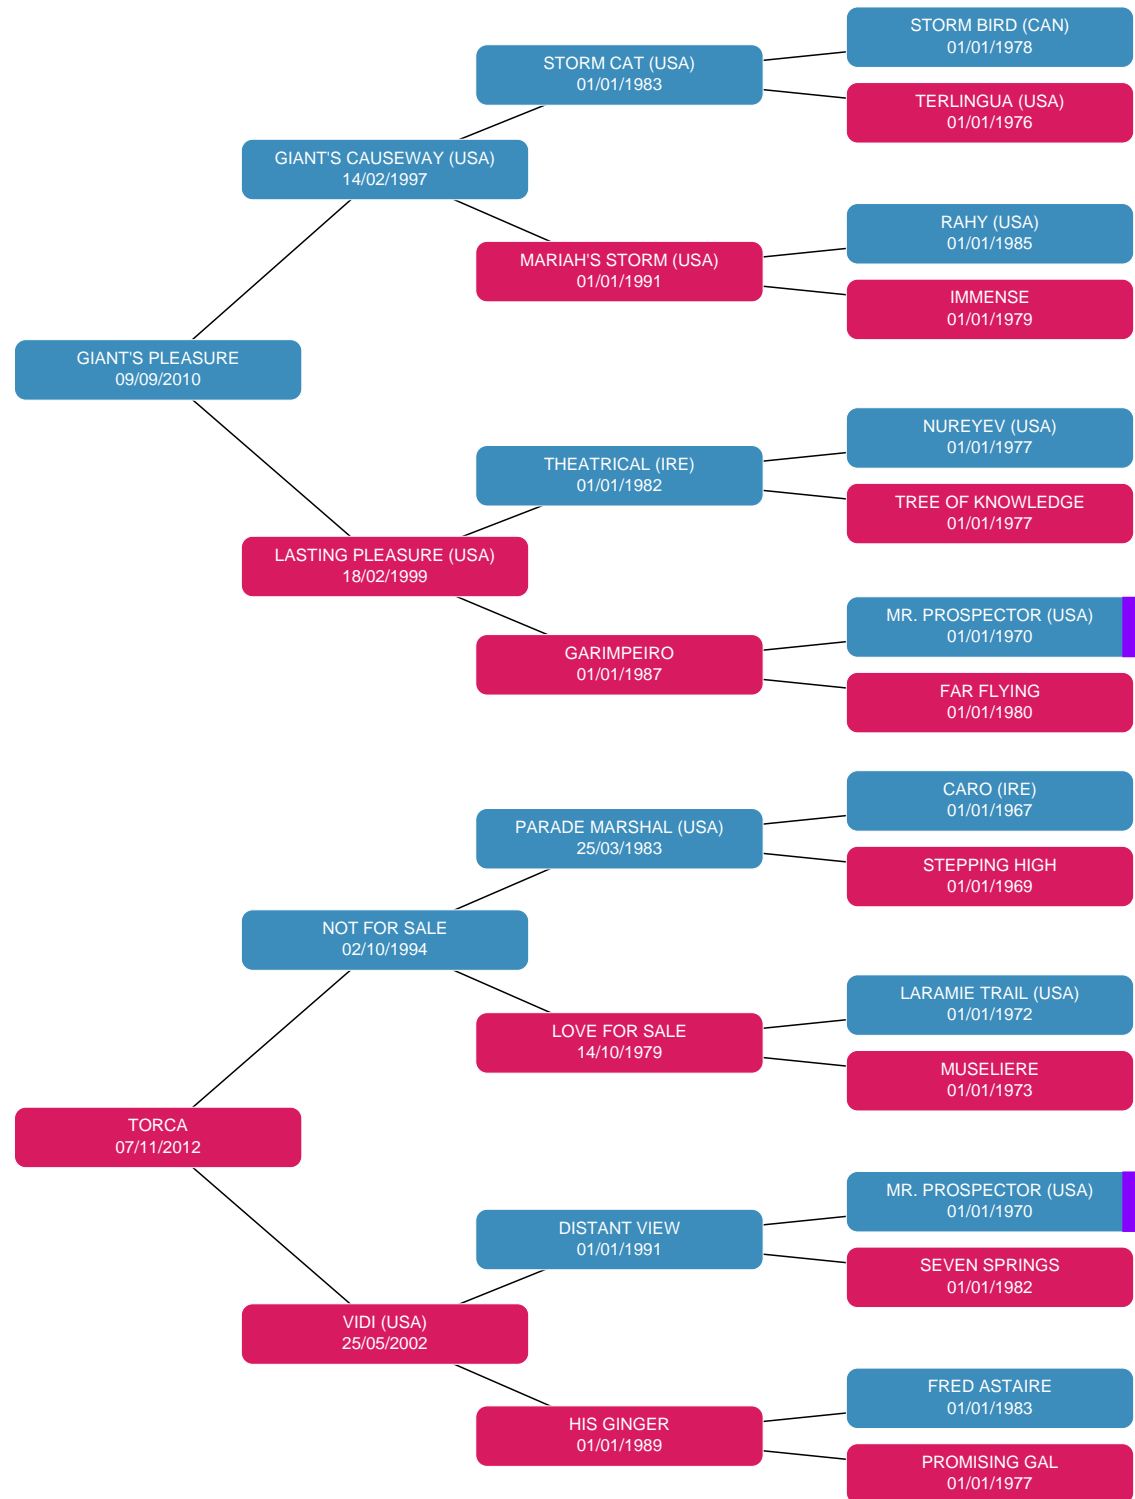 STORM BIRD (CAN)
01/01/1978
STORM CAT (USA)
01/01/1983
TERLINGUA (USA)
01/01/1976
GIANT'S CAUSEWAY (USA)
14/02/1997
RAHY (USA)
01/01/1985
MARIAH'S STORM (USA)
01/01/1991
IMMENSE
01/01/1979
GIANT'S PLEASURE
09/09/2010
NUREYEV (USA)
01/01/1977
THEATRICAL (IRE)
01/01/1982
TREE OF KNOWLEDGE
01/01/1977
LASTING PLEASURE (USA)
18/02/1999
MR. PROSPECTOR (USA)
01/01/1970
GARIMPEIRO
01/01/1987
FAR FLYING
01/01/1980
CARO (IRE)
01/01/1967
PARADE MARSHAL (USA)
25/03/1983
STEPPING HIGH
01/01/1969
NOT FOR SALE
02/10/1994
LARAMIE TRAIL (USA)
01/01/1972
LOVE FOR SALE
14/10/1979
MUSELIERE
01/01/1973
TORCA
07/11/2012
MR. PROSPECTOR (USA)
01/01/1970
DISTANT VIEW
01/01/1991
SEVEN SPRINGS
01/01/1982
VIDI (USA)
25/05/2002
FRED ASTAIRE
01/01/1983
HIS GINGER
01/01/1989
PROMISING GAL
01/01/1977